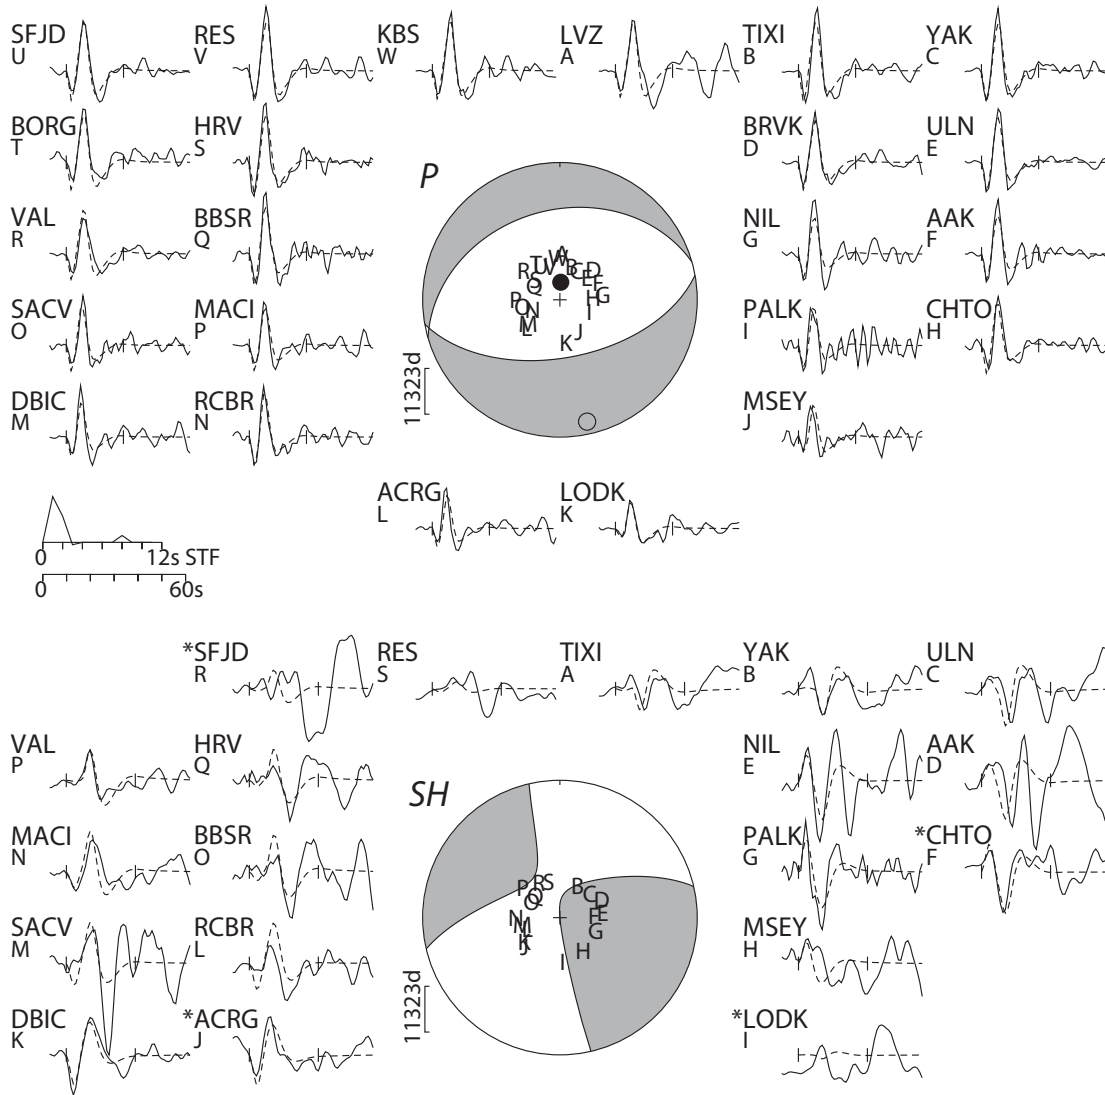 SFJD RES KBS LVZ TIXI YAK
U V W A B C
BORG HRV BRVK ULN
T S D E
P
VAL BBSR NIL AAK
R Q G F
T U V W A B C D
R S E F
Q H G
P O N I
M J
L K
SACV MACI PALK CHTO
O P I H
11323d
DBIC RCBR MSEY
M N J
ACRG LODK
L K
0 12s STF
0 60s
*SFJD RES TIXI YAK ULN
R S A B C
VAL HRV NIL AAK
P Q E D
SH
MACI BBSR PALK *CHTO
N O G F
P R S B C D
Q O F E
N M G
L K J I H
SACV RCBR MSEY
M L H
11323d
DBIC *ACRG *LODK
K J I